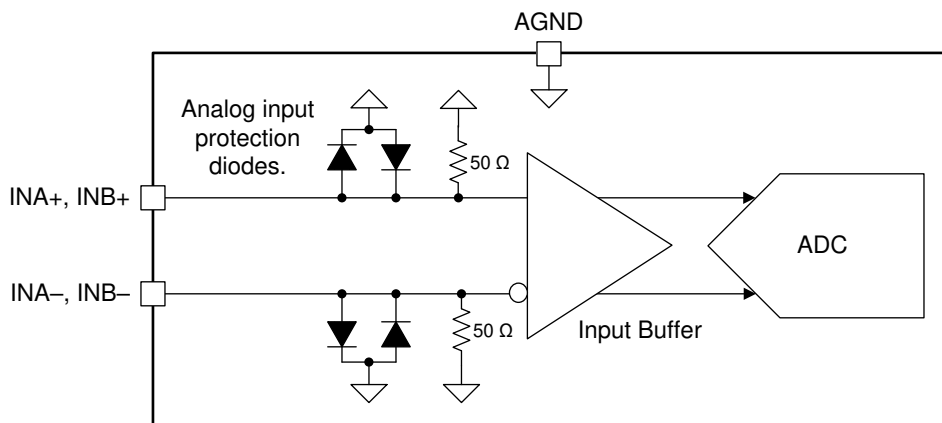 AGND
Analog input
protection
diodes.
50 Ω
INA+, INB+
ADC
INA–, INB–
50 Ω
Input Buffer